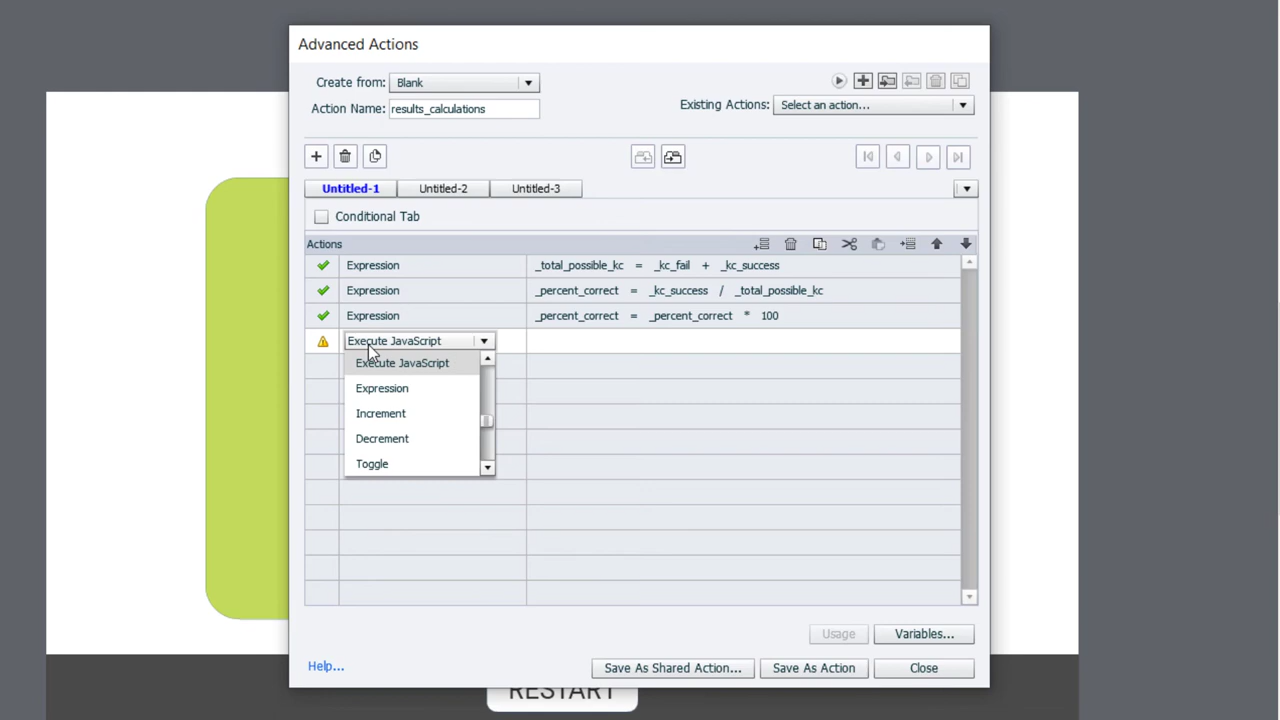 Advanced Actions
Create from: Blank
Action Name: results_calculations
Existing Actions: Select an action...
Untitled-1 Untitled-2 Untitled-3
Conditional Tab
Actions
Expression _total_possible_kc = _kc_fail + _kc_success
Expression _percent_correct = _kc_success / _total_possible_kc
Expression _percent_correct = _percent_correct * 100
Execute JavaScript
Execute JavaScript
Expression
Increment
Decrement
Toggle
Usage Variables...
Help... Save As Shared Action... Save As Action Close
RESTART